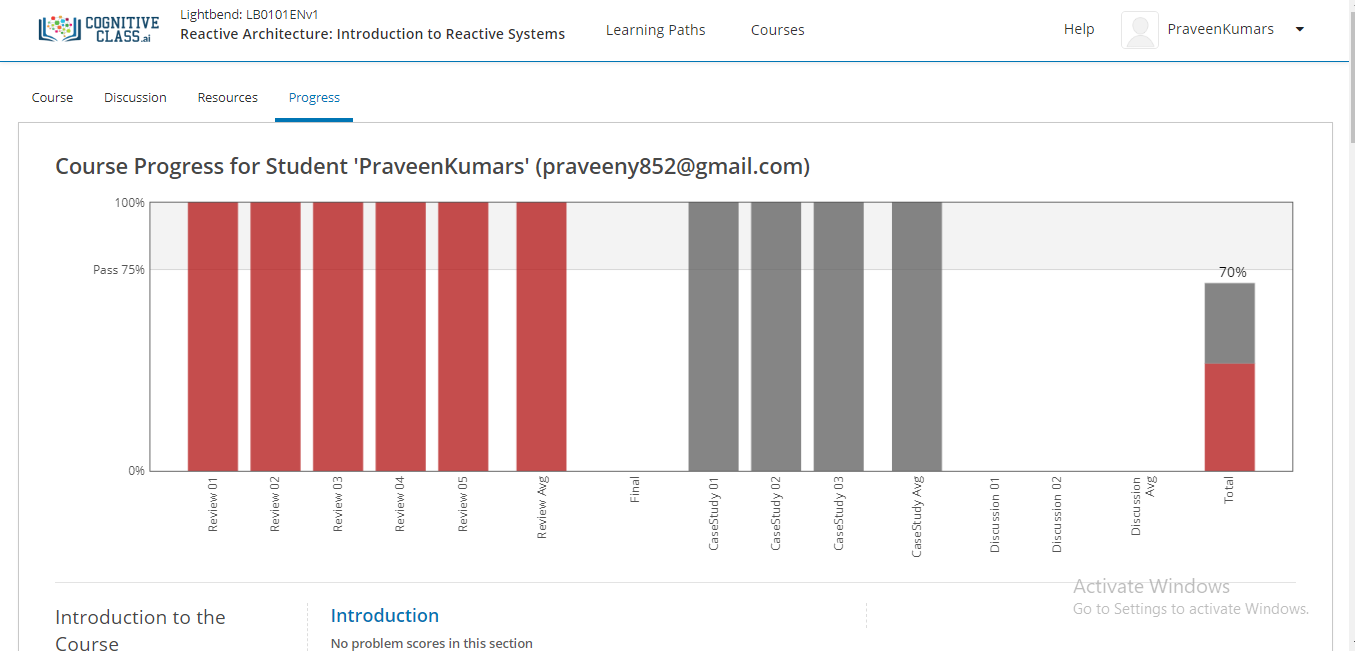 COGNITIVE
CLASS.ai
Lightbend: LB0101ENv1
Reactive Architecture: Introduction to Reactive Systems
Learning Paths
Courses
Help
PraveenKumars
Course
Discussion
Resources
Progress
Course Progress for Student 'PraveenKumars' (praveeny852@gmail.com)
100%
Pass 75%
0%
70%
Review 01
Review 02
Review 03
Review 04
Review 05
Review Avg
Final
CaseStudy 01
CaseStudy 02
CaseStudy 03
CaseStudy Avg
Discussion 01
Discussion 02
Discussion
Avg
Total
Activate Windows
Go to Settings to activate Windows.
Introduction to the
Course
Introduction
No problem scores in this section